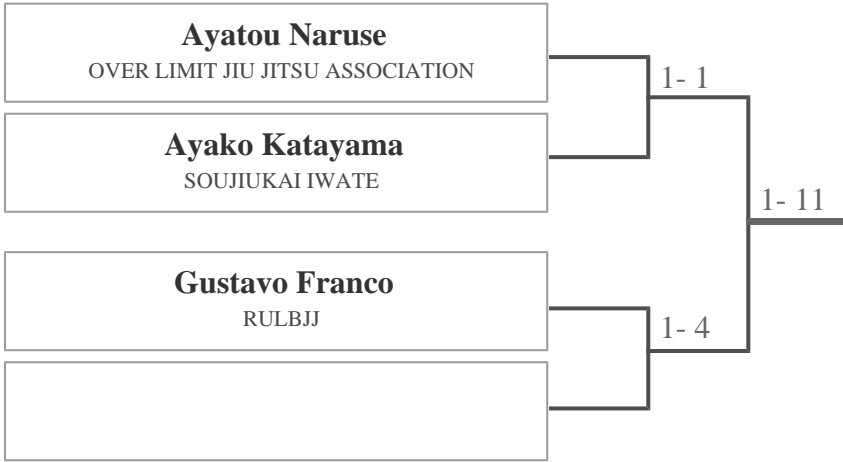 Ayatou Naruse
OVER LIMIT JIU JITSU ASSOCIATION
1- 1
Ayako Katayama
SOUJIUKAI IWATE
1- 11
Gustavo Franco
RULBJJ
1- 4